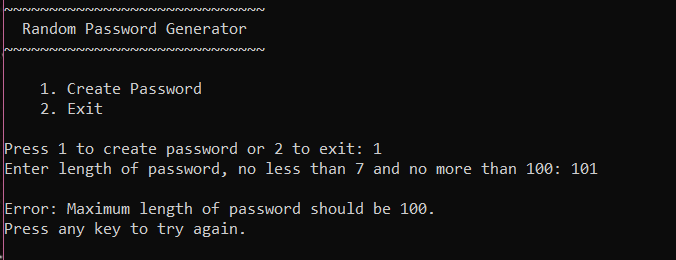 ~~~~~~~~~~~~~~~~~~~~~~~~~~~~~
Random Password Generator
~~~~~~~~~~~~~~~~~~~~~~~~~~~~~
1. Create Password
2. Exit
Press 1 to create password or 2 to exit: 1
Enter length of password, no less than 7 and no more than 100: 101
Error: Maximum length of password should be 100.
Press any key to try again.